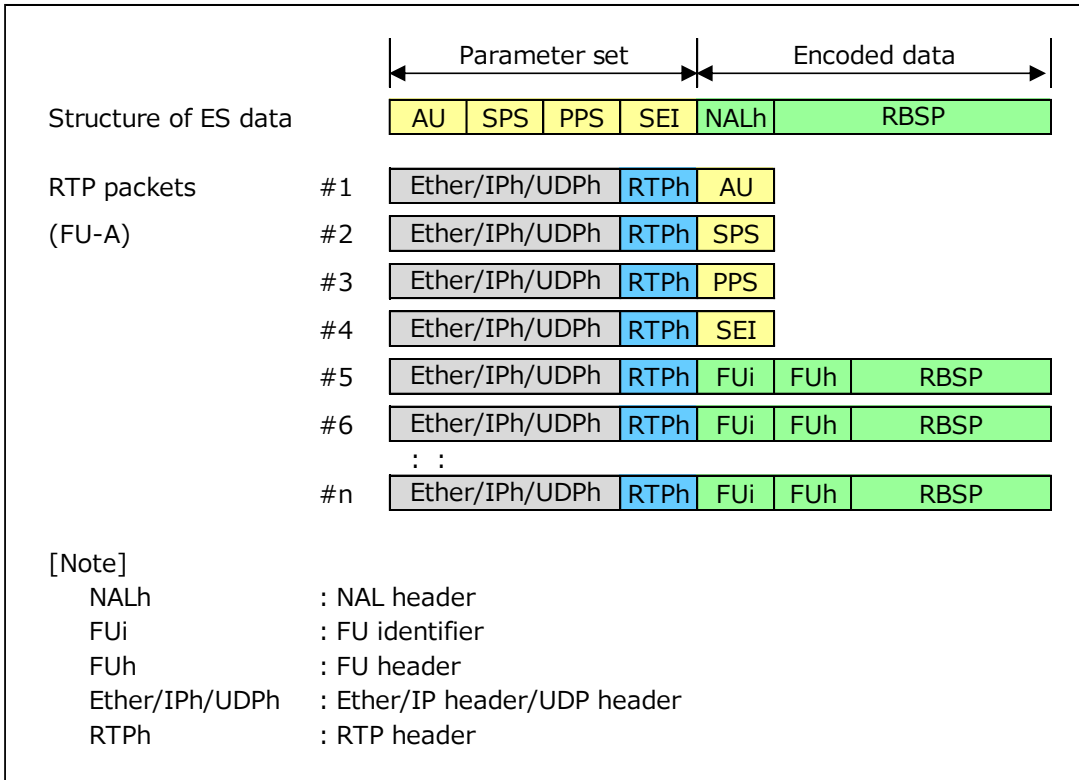 Parameter set Encoded data
Structure of ES data AU SPS PPS SEI NALh RBSP
RTP packets #1 Ether/IPh/UDPh RTPh AU
(FU-A) #2 Ether/IPh/UDPh RTPh SPS
#3 Ether/IPh/UDPh RTPh PPS
#4 Ether/IPh/UDPh RTPh SEI
#5 Ether/IPh/UDPh RTPh FUi FUh RBSP
#6 Ether/IPh/UDPh RTPh FUi FUh RBSP
: :
#n Ether/IPh/UDPh RTPh FUi FUh RBSP
[Note]
NALh : NAL header
FUi : FU identifier
FUh : FU header
Ether/IPh/UDPh : Ether/IP header/UDP header
RTPh : RTP header